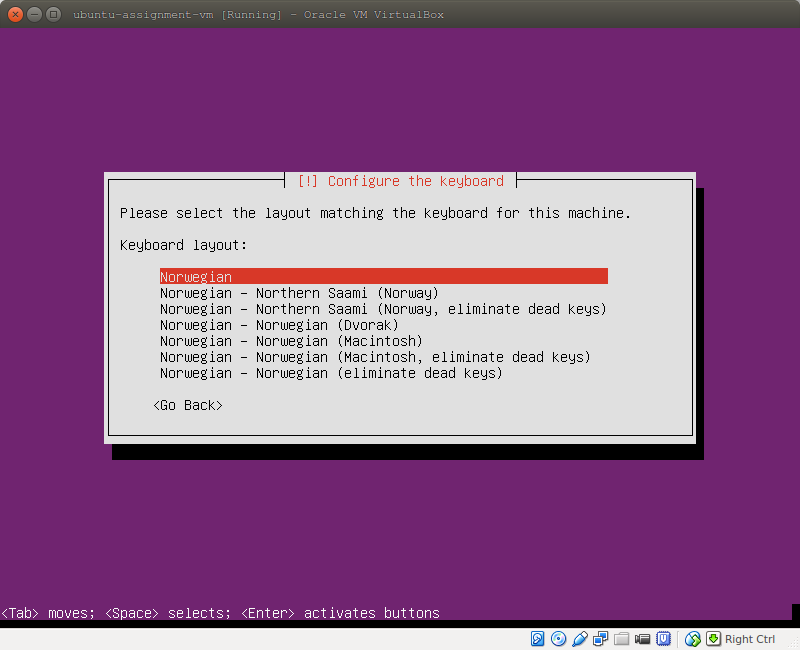 ubuntu-assignment-vm [Running] - Oracle VM VirtualBox
[!] Configure the keyboard
Please select the layout matching the keyboard for this machine.
Keyboard layout:
Norwegian
Norwegian - Northern Saami (Norway)
Norwegian - Northern Saami (Norway, eliminate dead keys)
Norwegian - Norwegian (Dvorak)
Norwegian - Norwegian (Macintosh)
Norwegian - Norwegian (Macintosh, eliminate dead keys)
Norwegian - Norwegian (eliminate dead keys)
<Go Back>
<Tab> moves; <Space> selects; <Enter> activates buttons
Right Ctrl